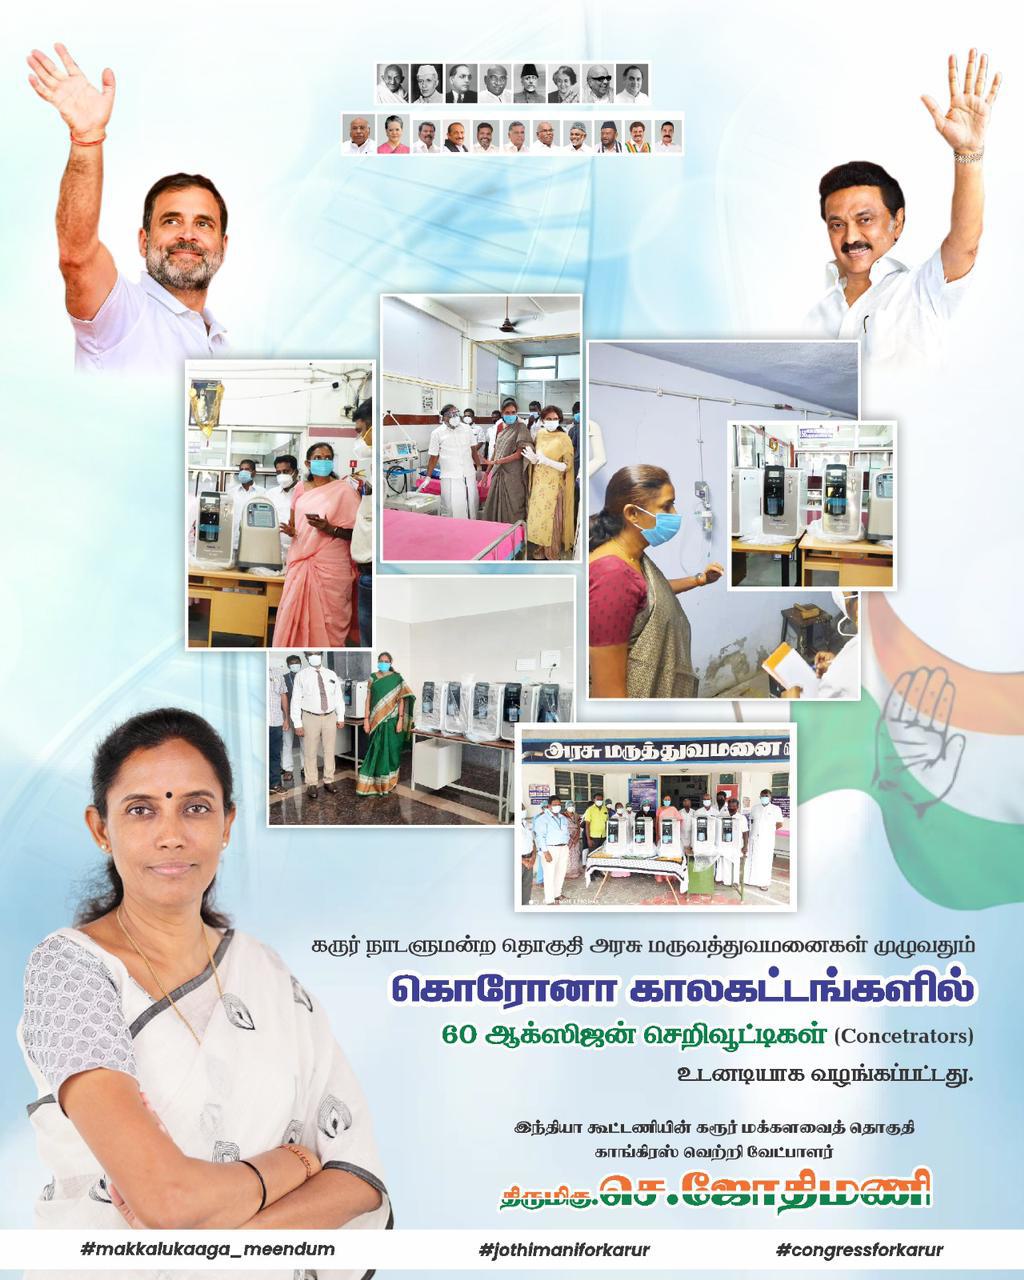 அரசு மருத்துவமனை
கரூர் நாடளுமன்ற தொகுதி அரசு மருவத்துவமனைகள் முழுவதும்
கொரோனா காலகட்டங்களில்
60 ஆக்ஸிஜன் செறிவூட்டிகள் (Concetrators)
உடனடியாக வழங்கப்பட்டது.
இந்தியா கூட்டணியின் கரூர் மக்களவைத் தொகுதி
காங்கிரஸ் வெற்றி வேட்பாளர்
திருமிகு.செ.ஜோதிமணி
#makkalukaaga_meendum #jothimaniforkarur #congressforkarur